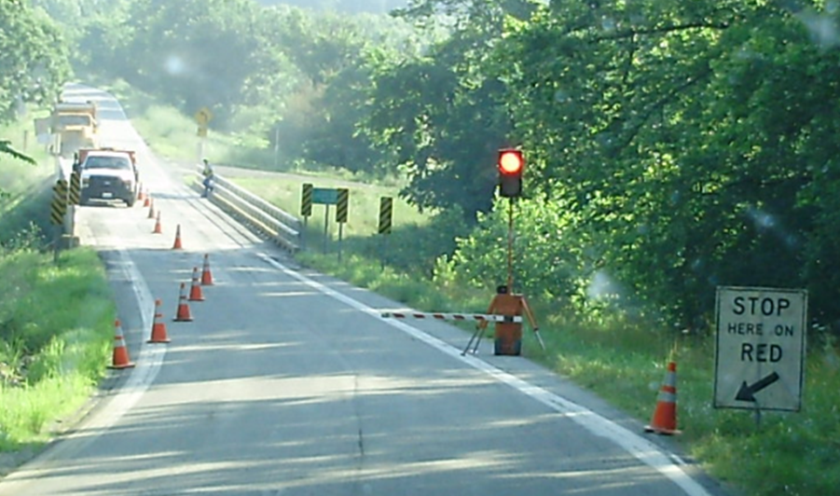 STOP
HERE ON
RED